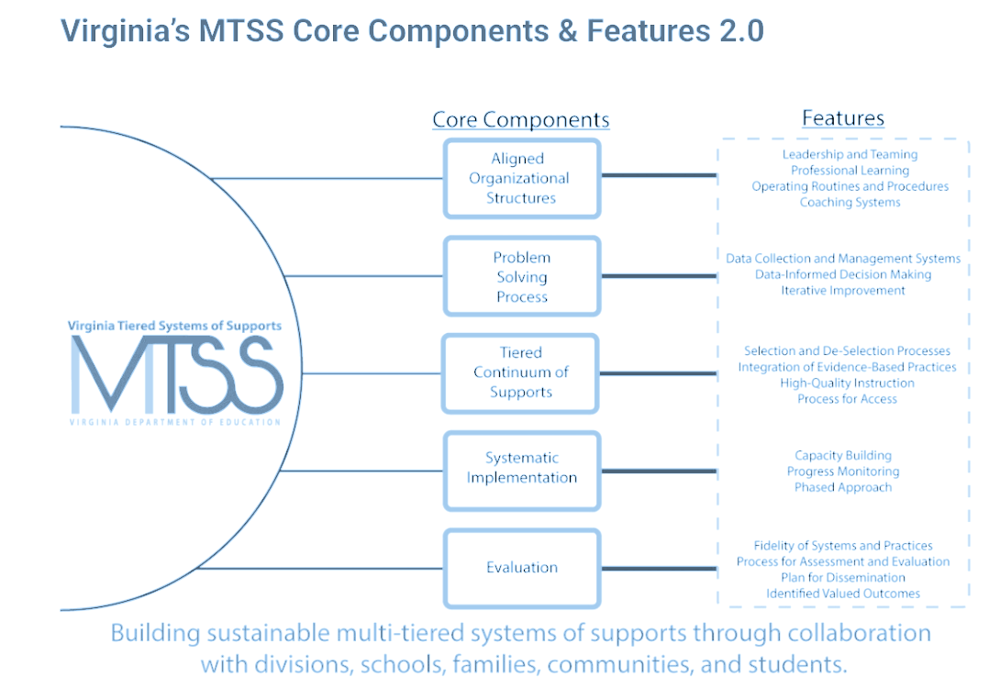 Virginia's MTSS Core Components & Features 2.0
Core Components
Features
Aligned
Organizational
Structures
Leadership and Teaming
Professional Learning
Operating Routines and Procedures
Coaching Systems
Problem
Solving
Process
Data Collection and Management Systems
Data-Informed Decision Making
Iterative Improvement
Virginia Tiered Systems of Supports
MTSS
VIRGINIA DEPARTMENT OF EDUCATION
Tiered
Continuum of
Supports
Selection and De-Selection Processes
Integration of Evidence-Based Practices
High-Quality Instruction
Process for Access
Systematic
Implementation
Capacity Building
Progress Monitoring
Phased Approach
Evaluation
Fidelity of Systems and Practices
Process for Assessment and Evaluation
Plan for Dissemination
Identified Valued Outcomes
Building sustainable multi-tiered systems of supports through collaboration
with divisions, schools, families, communities, and students.